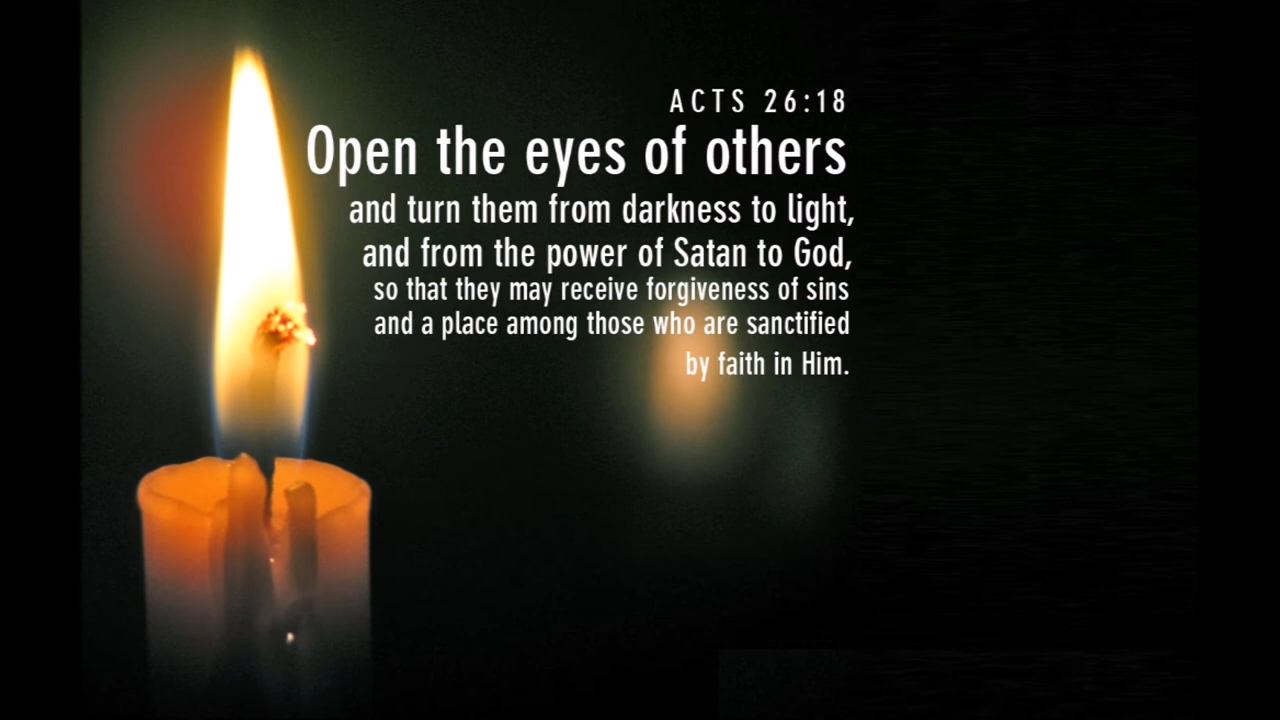 ACTS 26:18
Open the eyes of others
and turn them from darkness to light,
and from the power of Satan to God,
so that they may receive forgiveness of sins
and a place among those who are sanctified
by faith in Him.